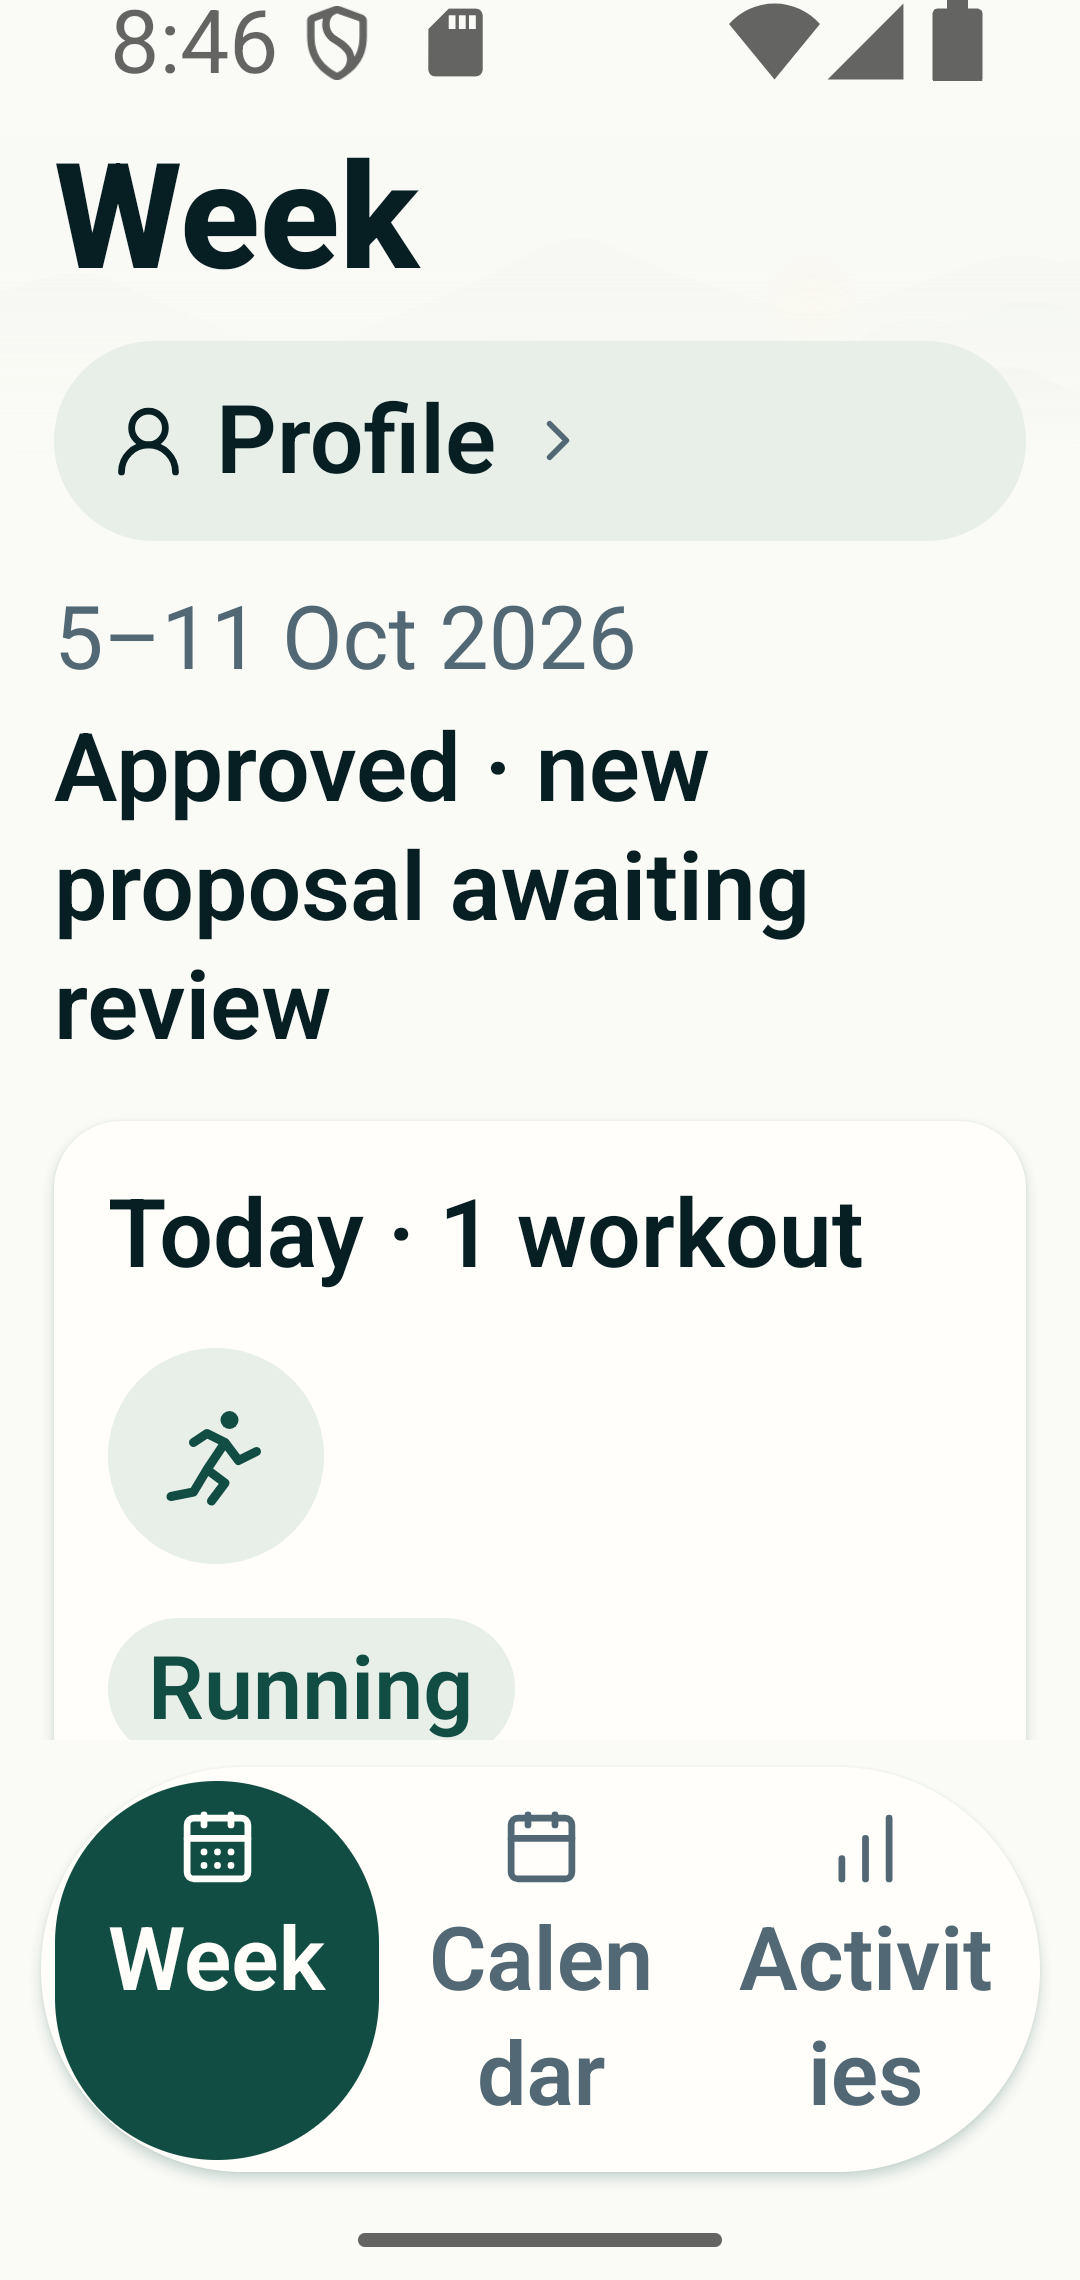 8:46
Week
Profile
5–11 Oct 2026
Approved · new
proposal awaiting
review
Today · 1 workout
Running
Week
Calen
dar
Activit
ies